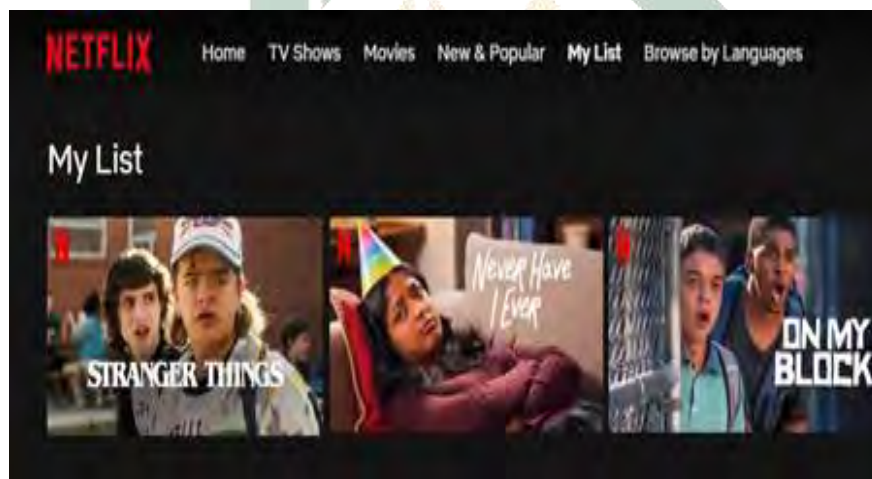 NETFLIX Home TV Shows Movies New & Popular My List Browse by Languages
My List
STRANGER THINGS
Never Have
I Ever
ON MY
BLOCK